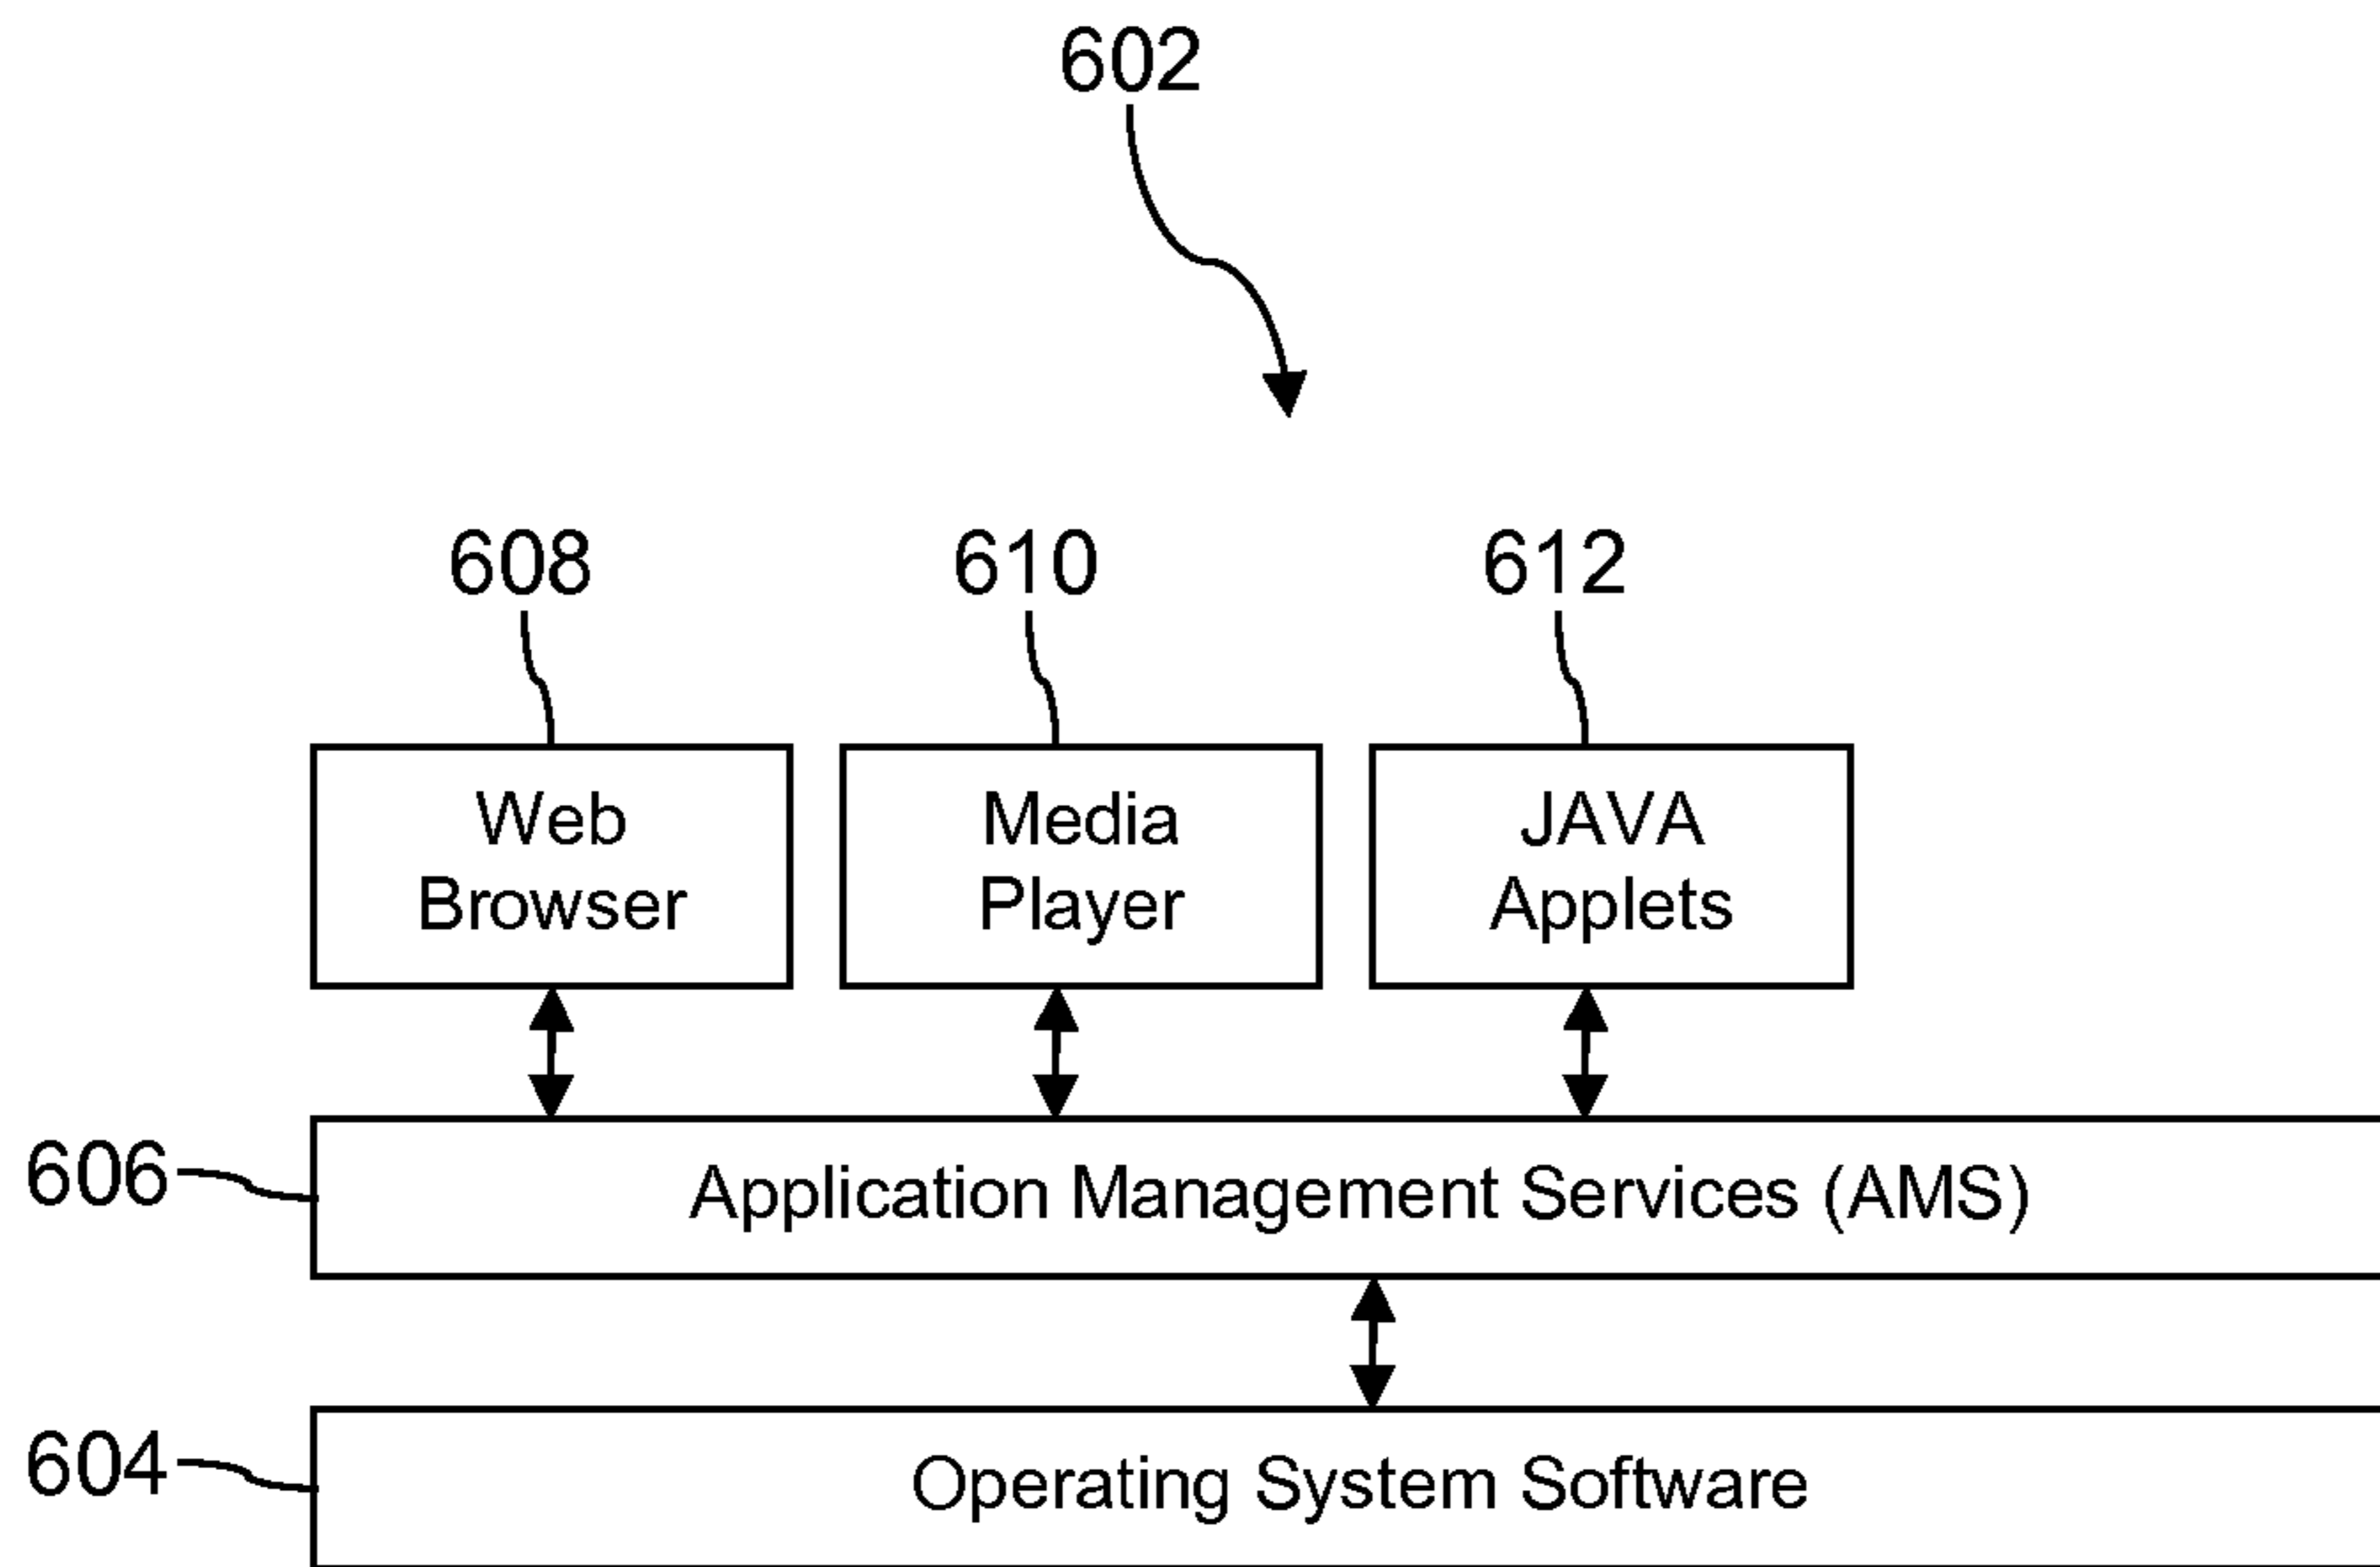 602
608
610
612
Web
Browser
Media
Player
JAVA
Applets
606
Application Management Services (AMS)
604
Operating System Software